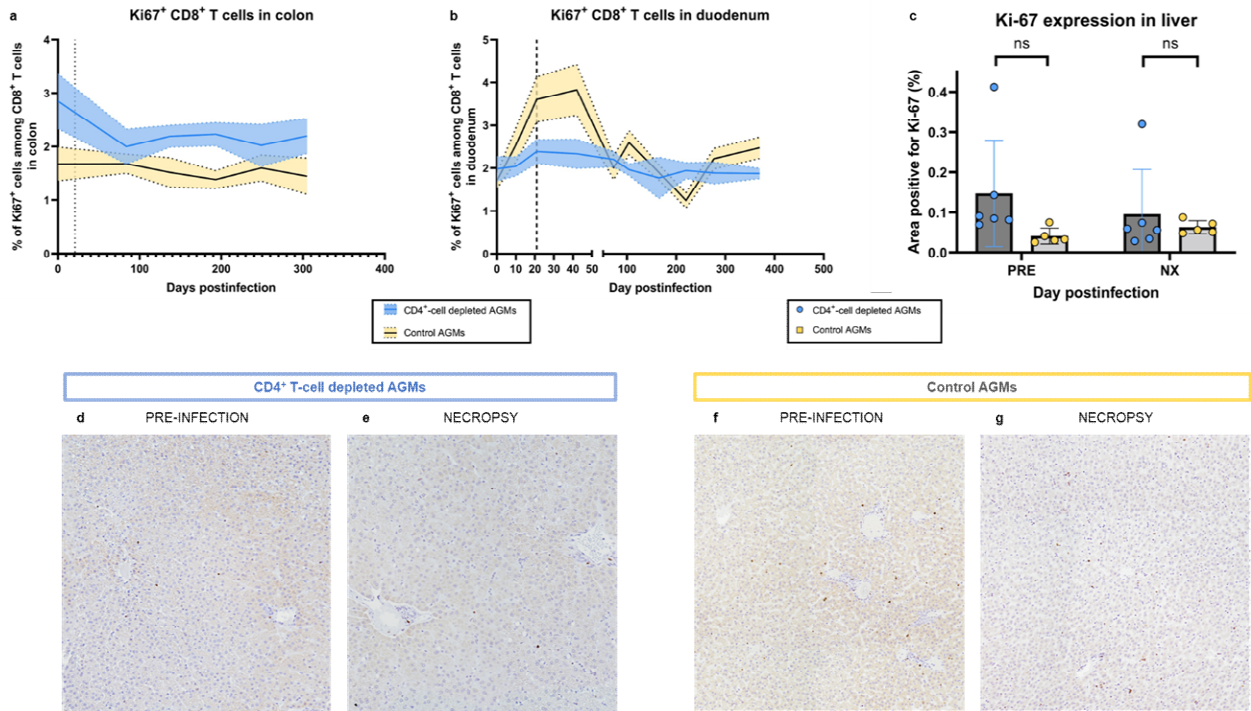 a
Ki67⁺ CD8⁺ T cells in colon
% of Ki67⁺ cells among CD8⁺ T cells
in colon
4
3
2
1
0
0 100 200 300 400
Days postinfection
b
Ki67⁺ CD8⁺ T cells in duodenum
% of Ki67⁺ cells among CD8⁺ T cells
in duodenum
5
4
3
2
1
0
0 10 20 30 40 50 100 200 300 400 500
Day postinfection
c
Ki-67 expression in liver
ns ns
Area positive for Ki-67 (%)
0.4
0.3
0.2
0.1
0.0
PRE NX
Day postinfection
CD4⁺-cell depleted AGMs
Control AGMs
CD4⁺-cell depleted AGMs
Control AGMs
CD4⁺ T-cell depleted AGMs
Control AGMs
d PRE-INFECTION
e NECROPSY
f PRE-INFECTION
g NECROPSY